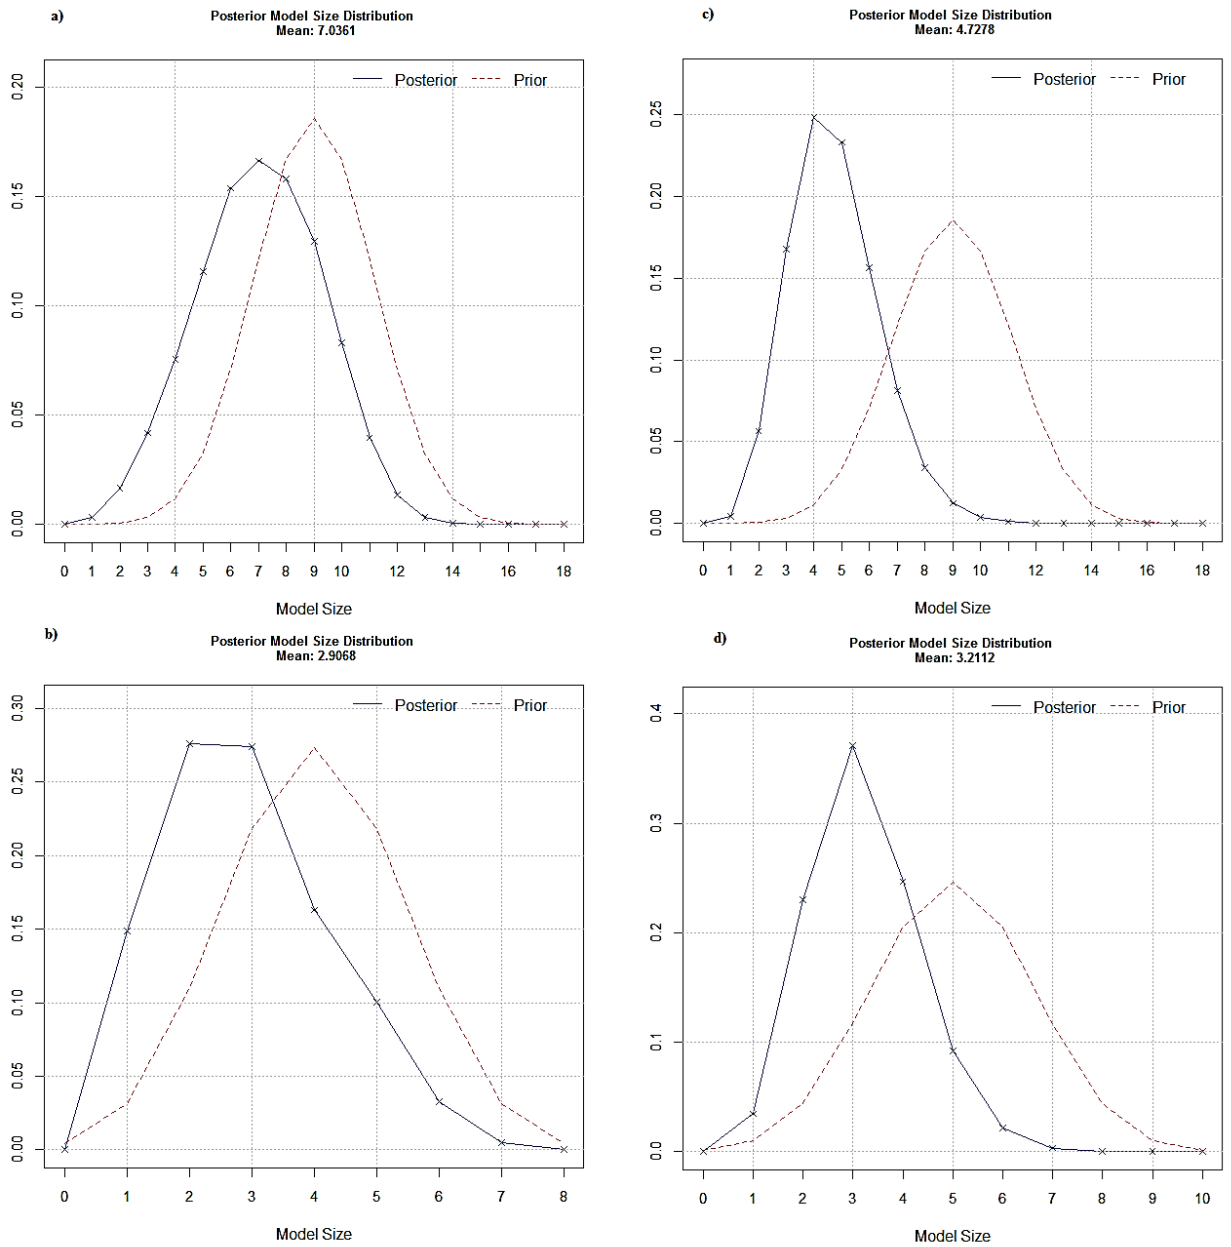 a)
Posterior Model Size Distribution
Mean: 7.0361
Posterior Prior
0.20
0.15
0.10
0.05
0.00
0 1 2 3 4 5 6 7 8 9 10 12 14 16 18
Model Size
c)
Posterior Model Size Distribution
Mean: 4.7278
Posterior Prior
0.25
0.20
0.15
0.10
0.05
0.00
0 1 2 3 4 5 6 7 8 9 10 12 14 16 18
Model Size
b)
Posterior Model Size Distribution
Mean: 2.9068
Posterior Prior
0.30
0.25
0.20
0.15
0.10
0.05
0.00
0 1 2 3 4 5 6 7 8
Model Size
d)
Posterior Model Size Distribution
Mean: 3.2112
Posterior Prior
0.4
0.3
0.2
0.1
0.0
0 1 2 3 4 5 6 7 8 9 10
Model Size